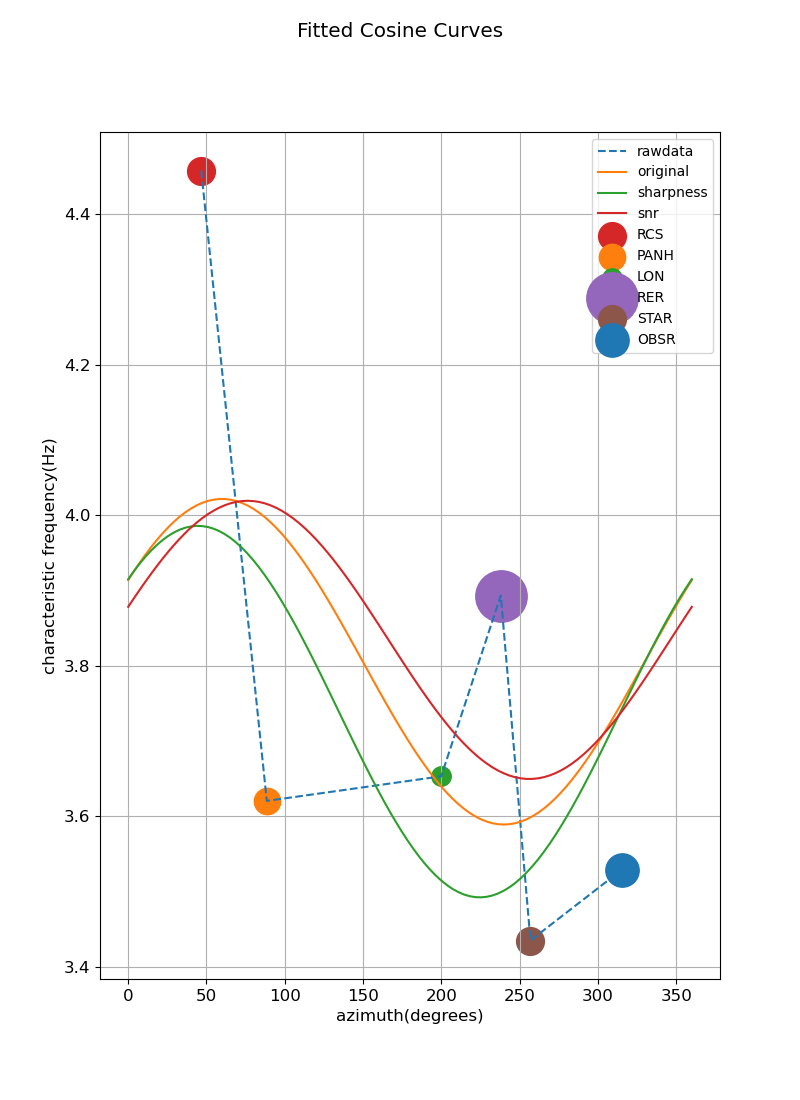 Fitted Cosine Curves
rawdata
original
sharpness
snr
RCS
PANH
LON
RER
STAR
OBSR
characteristic frequency(Hz)
4.4
4.2
4.0
3.8
3.6
3.4
0 50 100 150 200 250 300 350
azimuth(degrees)